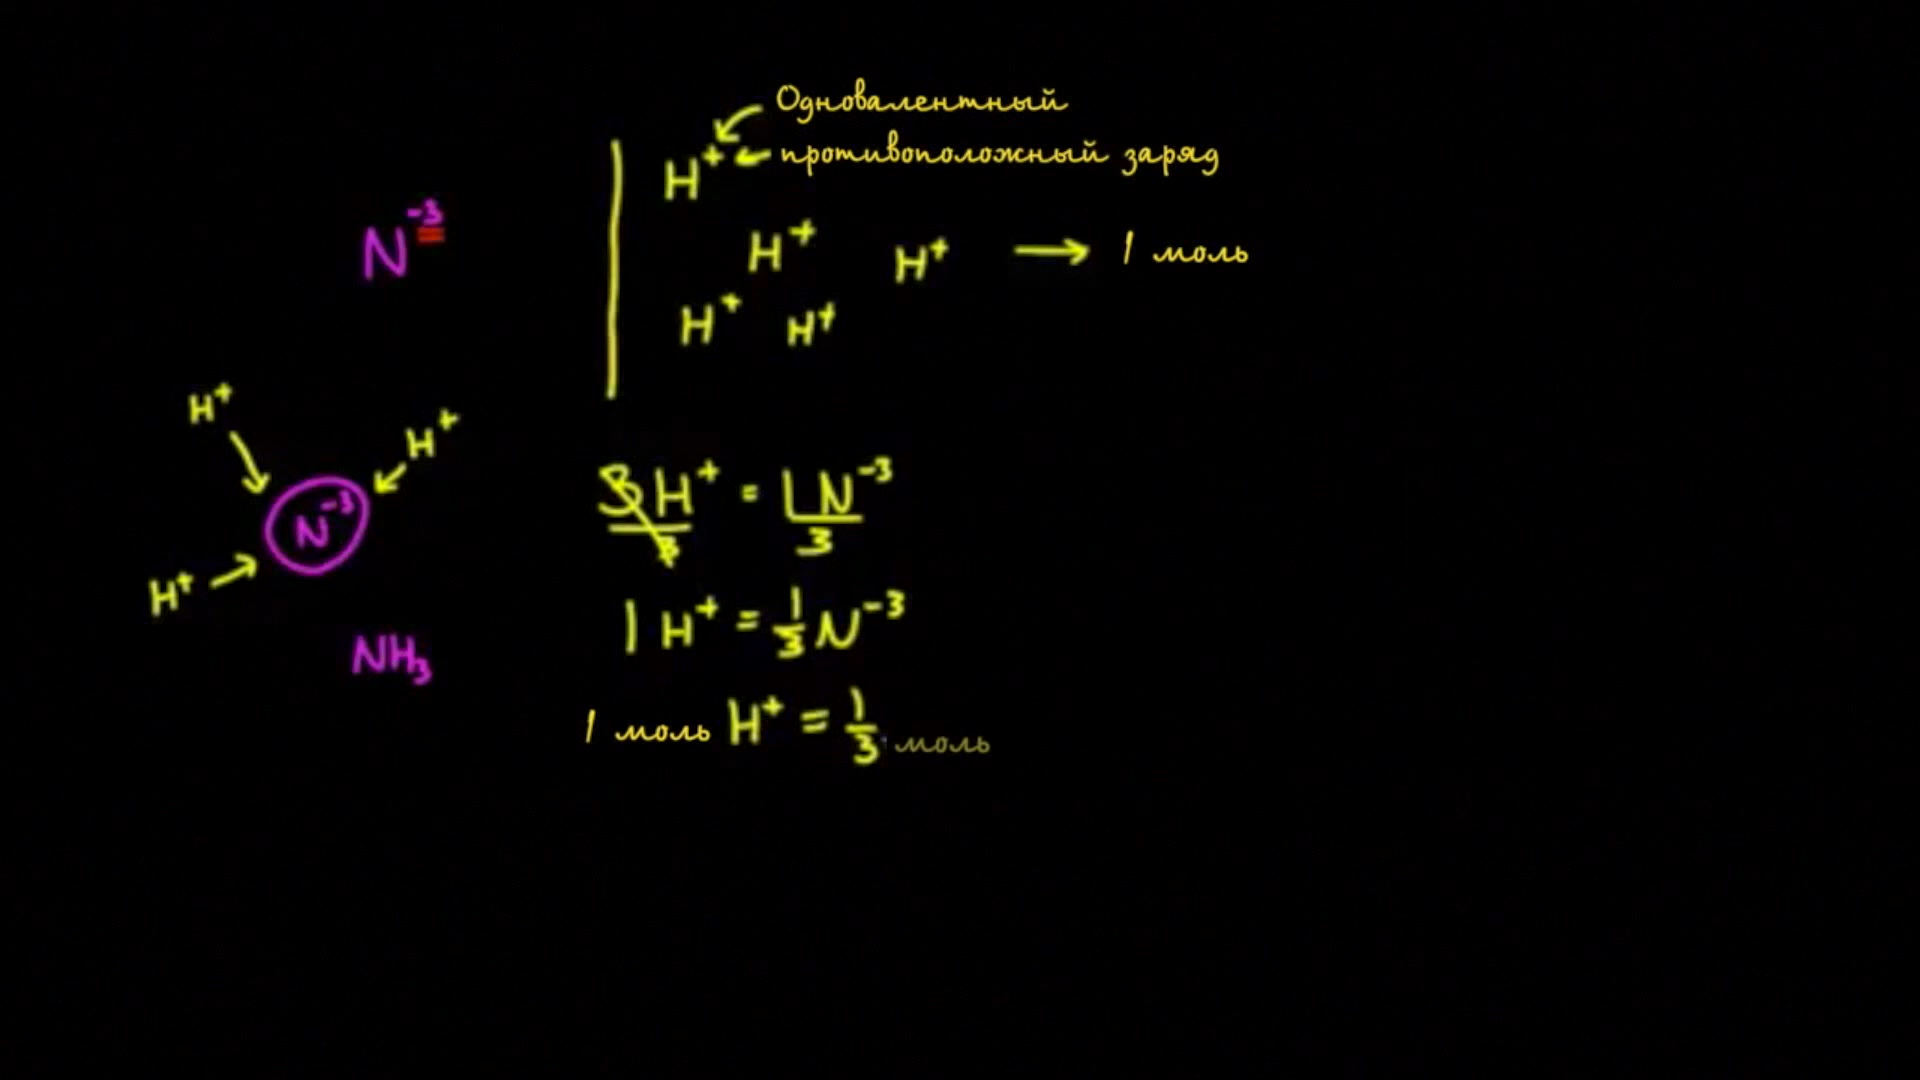 Одновалентный
H⁺ противоположный заряд
N⁻³
H⁺ H⁺ → 1 моль
H⁺ H⁺
H⁺ H⁺
N⁻³
H⁺
NH₃
3H⁺/3 = 1N⁻³/3
1 H⁺ = 1/3 N⁻³
1 моль H⁺ = 1/3 моль